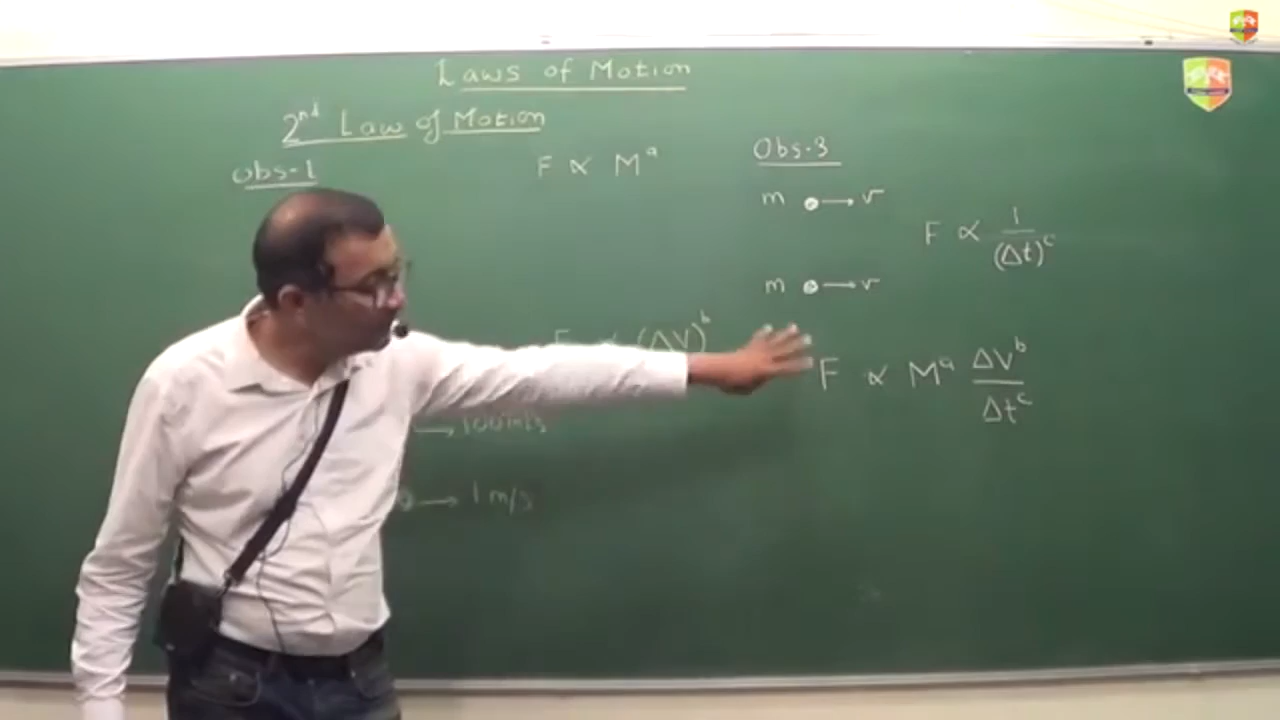 Laws of Motion
2nd Law of Motion
Obs-1
F ∝ M^a
F ∝ (ΔV)^b
→ 100 m/s
→ 1 m/s
Obs-3
m → v
F ∝ 1/(Δt)^c
m → v
F ∝ M^a ΔV^b/Δt^c